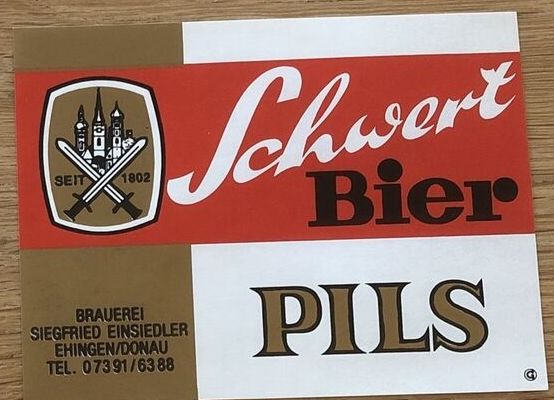 Schwert
Bier
SEIT 1802
PILS
BRAUEREI
SIEGFRIED EINSIEDLER
EHINGEN/DONAU
TEL. 07391/6388